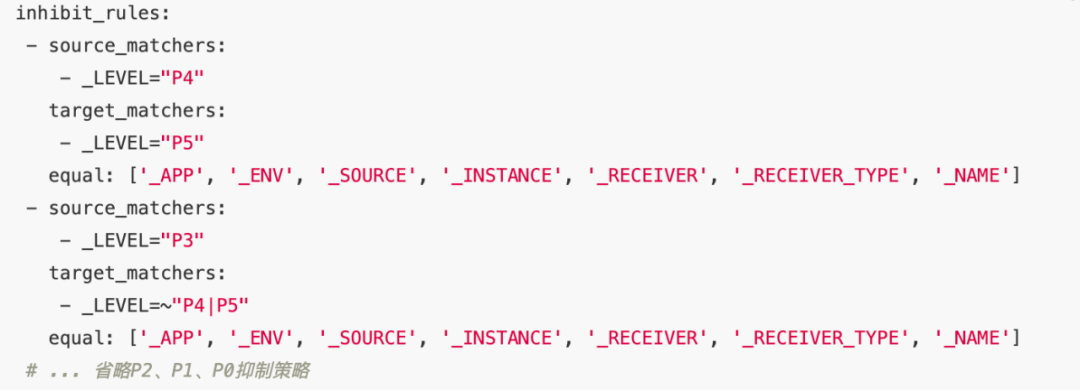 inhibit_rules:
 - source_matchers:
    - _LEVEL="P4"
   target_matchers:
    - _LEVEL="P5"
   equal: ['_APP', '_ENV', '_SOURCE', '_INSTANCE', '_RECEIVER', '_RECEIVER_TYPE', '_NAME']
 - source_matchers:
    - _LEVEL="P3"
   target_matchers:
    - _LEVEL=~"P4|P5"
   equal: ['_APP', '_ENV', '_SOURCE', '_INSTANCE', '_RECEIVER', '_RECEIVER_TYPE', '_NAME']
 # ... 省略P2、P1、P0抑制策略